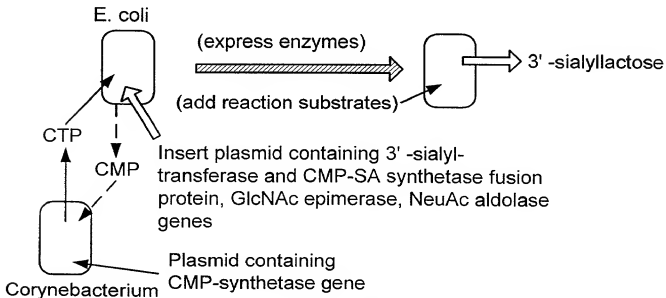 E. coli
(express enzymes)
3' -sialyllactose
(add reaction substrates)
CTP
CMP
Insert plasmid containing 3' -sialyl-
transferase and CMP-SA synthetase fusion
protein, GlcNAc epimerase, NeuAc aldolase
genes
Plasmid containing
CMP-synthetase gene
Corynebacterium